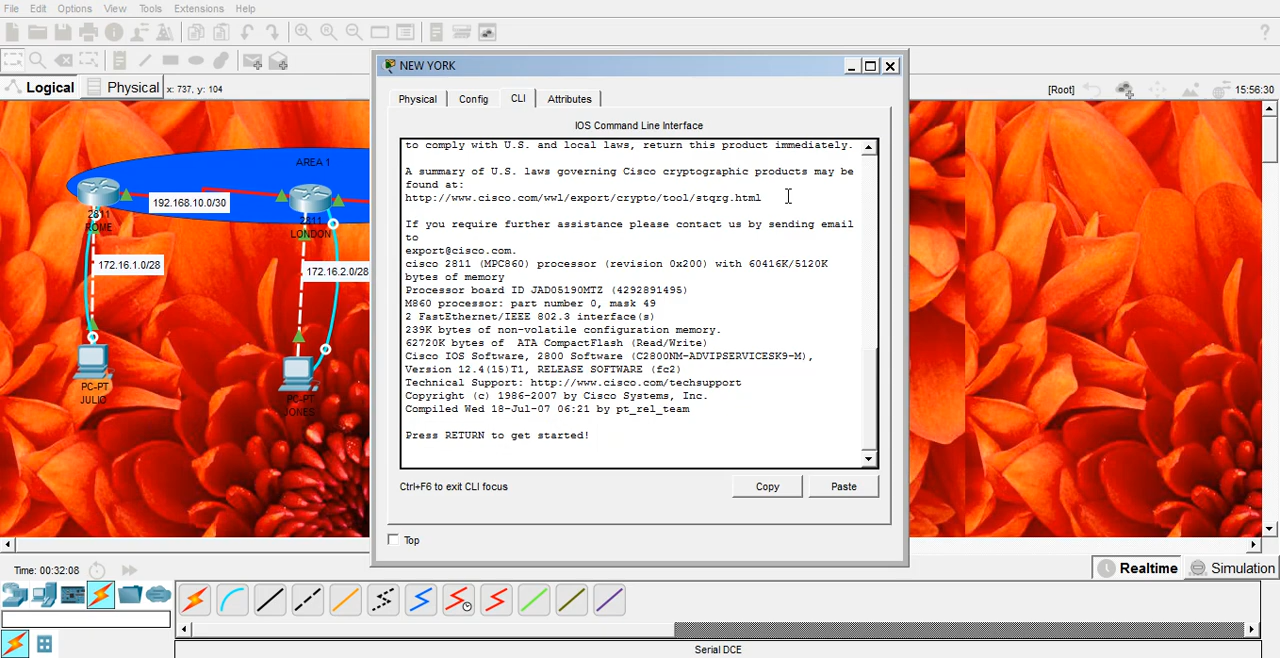 File Edit Options View Tools Extensions Help
Logical Physical x: 737, y: 104
[Root] 15:56:30
NEW YORK
Physical Config CLI Attributes
IOS Command Line Interface
to comply with U.S. and local laws, return this product immediately.
A summary of U.S. laws governing Cisco cryptographic products may be
found at:
http://www.cisco.com/wwl/export/crypto/tool/stqrg.html
If you require further assistance please contact us by sending email
to
export@cisco.com.
cisco 2811 (MPC860) processor (revision 0x200) with 60416K/5120K
bytes of memory
Processor board ID JAD05190MTZ (4292891495)
M860 processor: part number 0, mask 49
2 FastEthernet/IEEE 802.3 interface(s)
239K bytes of non-volatile configuration memory.
62720K bytes of ATA CompactFlash (Read/Write)
Cisco IOS Software, 2800 Software (C2800NM-ADVIPSERVICESK9-M),
Version 12.4(15)T1, RELEASE SOFTWARE (fc2)
Technical Support: http://www.cisco.com/techsupport
Copyright (c) 1986-2007 by Cisco Systems, Inc.
Compiled Wed 18-Jul-07 06:21 by pt_rel_team
Press RETURN to get started!
Ctrl+F6 to exit CLI focus
Copy Paste
Top
AREA 1
192.168.10.0/30
2811
ROME
2811
LONDON
172.16.1.0/28
172.16.2.0/28
PC-PT
JULIO
PC-PT
JONES
Time: 00:32:08
Realtime Simulation
Serial DCE